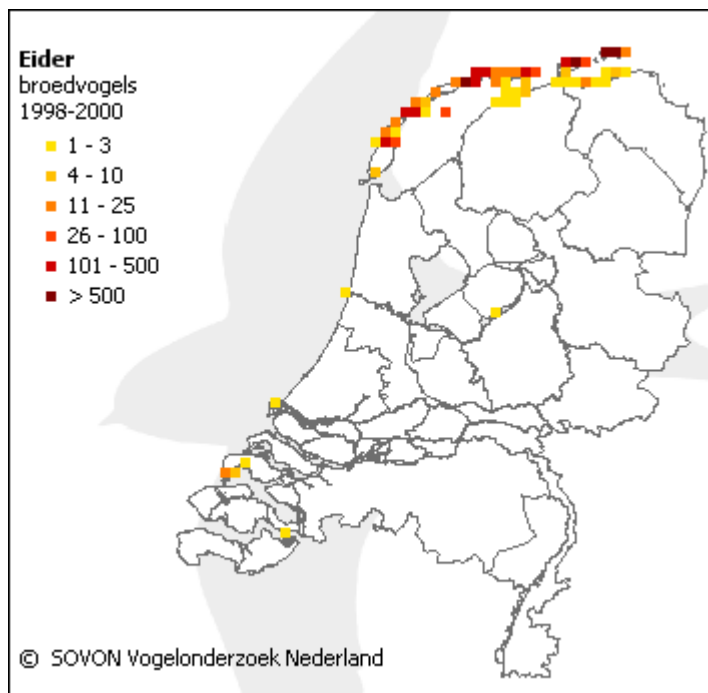 Eider
broedvogels
1998-2000
1 - 3
4 - 10
11 - 25
26 - 100
101 - 500
> 500
© SOVON Vogelonderzoek Nederland